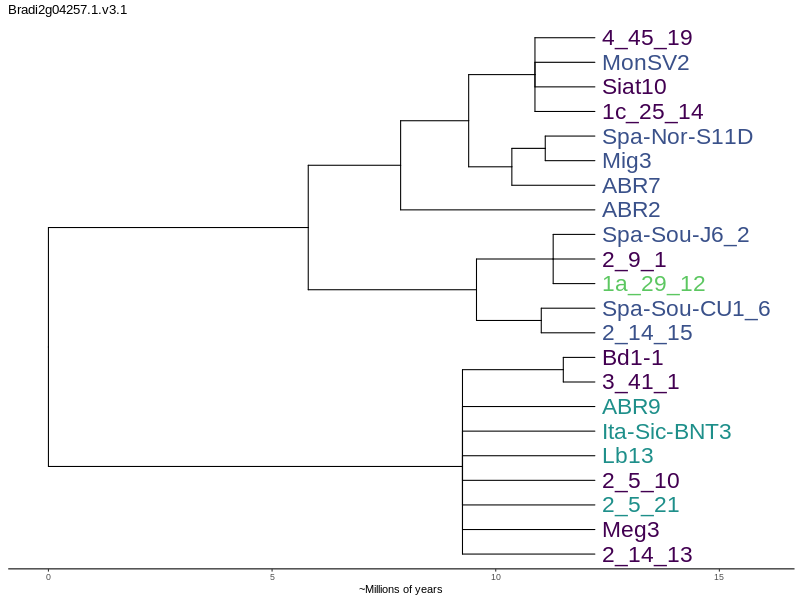 Bradi2g04257.1.v3.1
4_45_19
MonSV2
Siat10
1c_25_14
Spa-Nor-S11D
Mig3
ABR7
ABR2
Spa-Sou-J6_2
2_9_1
1a_29_12
Spa-Sou-CU1_6
2_14_15
Bd1-1
3_41_1
ABR9
Ita-Sic-BNT3
Lb13
2_5_10
2_5_21
Meg3
2_14_13
0 5 10 15
~Millions of years